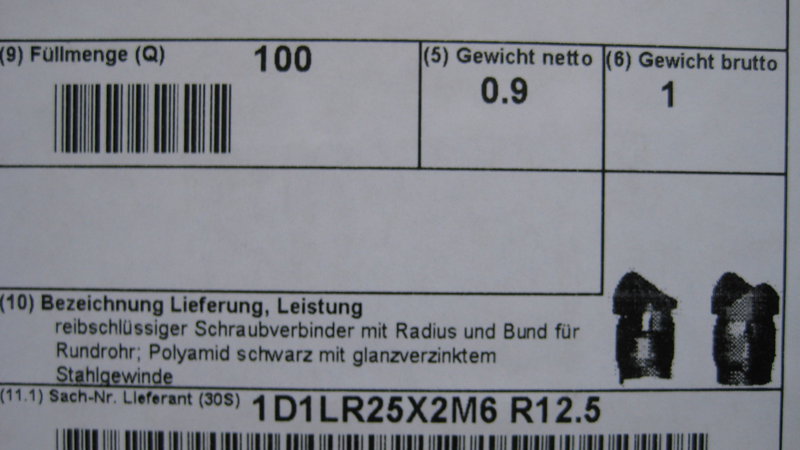 (9) Füllmenge (Q) 100 (5) Gewicht netto (6) Gewicht brutto
0.9 1
(10) Bezeichnung Lieferung, Leistung
reibschlüssiger Schraubverbinder mit Radius und Bund für
Rundrohr; Polyamid schwarz mit glanzverzinktem
Stahlgewinde
(11.1) Sach-Nr. Lieferant (30S) 1D1LR25X2M6 R12.5